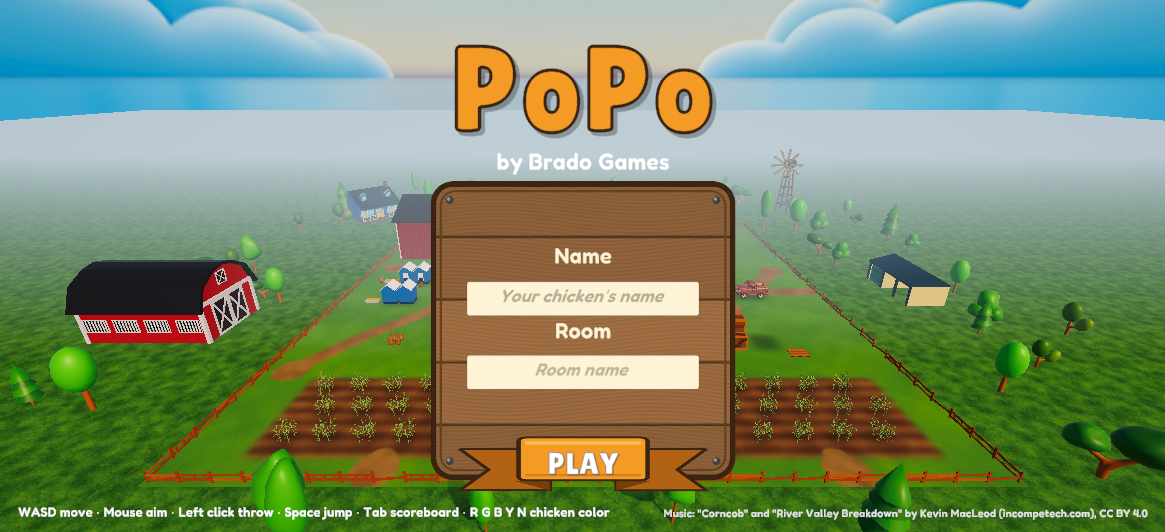 PoPo
by Brado Games
Name
Your chicken's name
Room
Room name
PLAY
WASD move · Mouse aim · Left click throw · Space jump · Tab scoreboard · R G B Y N chicken color
Music: "Corncob" and "River Valley Breakdown" by Kevin MacLeod (incompetech.com), CC BY 4.0